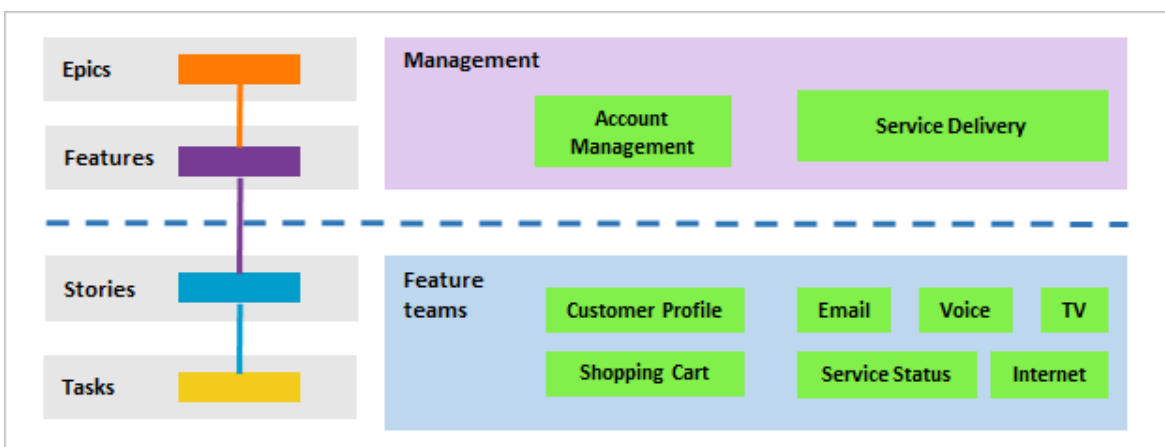 Epics
Features
Stories
Tasks
Management
Account
Management
Service Delivery
Feature
teams
Customer Profile
Email
Voice
TV
Shopping Cart
Service Status
Internet